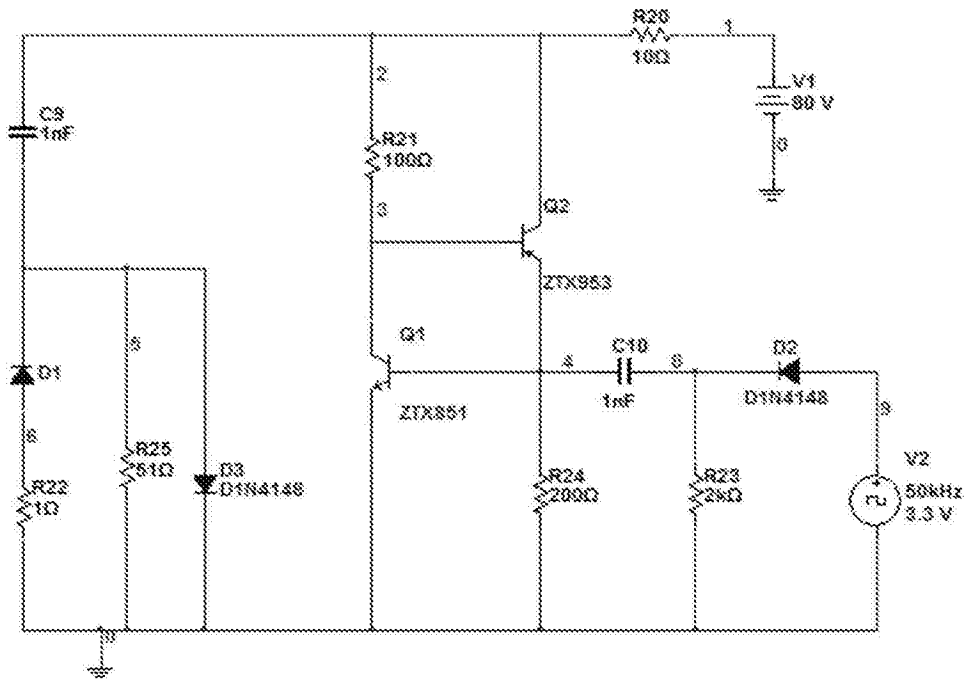 R20
1
10Ω
2
V1
80 V
C9
1nF
R21
100Ω
0
3
Q2
ZTX953
5
Q1
D1
4
C10
6
D2
1nF
D1N4148
ZTX851
9
6
R25
51Ω
D3
D1N4148
R22
1Ω
R24
200Ω
R23
2kΩ
V2
50kHz
3.3 V
0